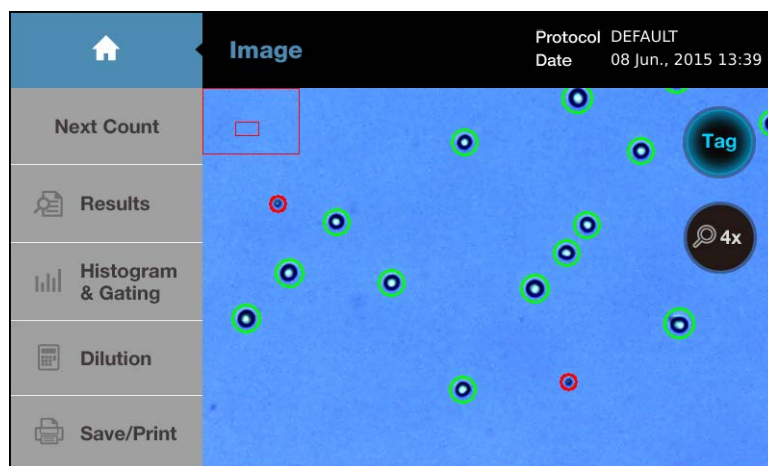 Image
Protocol DEFAULT
Date 08 Jun., 2015 13:39
Next Count
Results
Histogram
& Gating
Dilution
Save/Print
Tag
4x